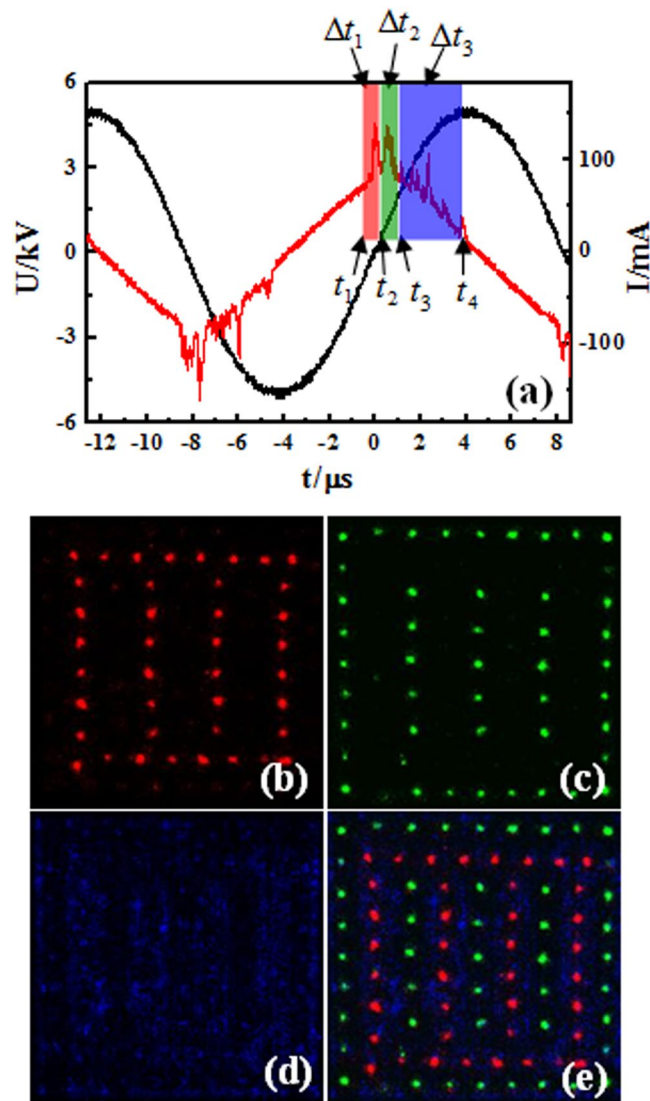 Δt₁ Δt₂ Δt₃
6
3
0
-3
-6
U/kV
100
0
-100
I/mA
t₁ t₂ t₃ t₄
(a)
-12 -10 -8 -6 -4 -2 0 2 4 6 8
t/μs
(b) (c)
(d) (e)